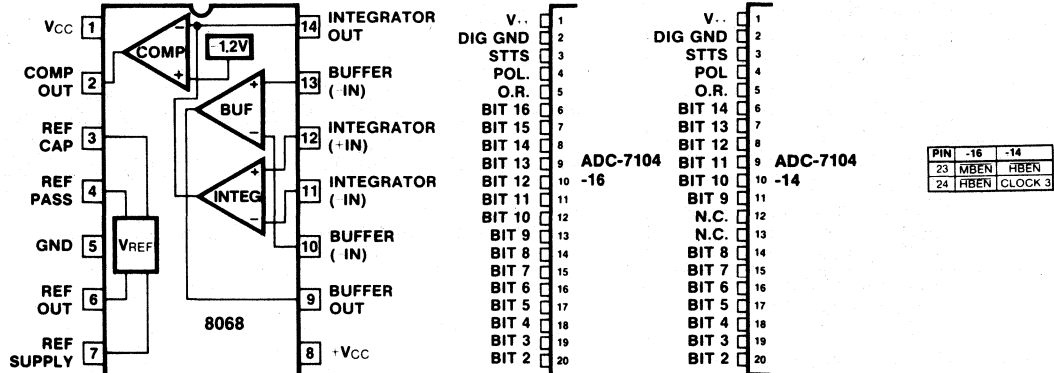 VCC 1
COMP OUT 2
REF CAP 3
REF PASS 4
GND 5
REF OUT 6
REF SUPPLY 7
COMP
-1.2V
BUF
INTEG
VREF
8068
14 INTEGRATOR OUT
13 BUFFER (-IN)
12 INTEGRATOR (+IN)
11 INTEGRATOR (-IN)
10 BUFFER (-IN)
9 BUFFER OUT
8 +VCC
V.. 1
DIG GND 2
STTS 3
POL. 4
O.R. 5
BIT 16 6
BIT 15 7
BIT 14 8
BIT 13 9
BIT 12 10
BIT 11 11
BIT 10 12
BIT 9 13
BIT 8 14
BIT 7 15
BIT 6 16
BIT 5 17
BIT 4 18
BIT 3 19
BIT 2 20
ADC-7104
-16
V.. 1
DIG GND 2
STTS 3
POL 4
O.R. 5
BIT 14 6
BIT 13 7
BIT 12 8
BIT 11 9
BIT 10 10
BIT 9 11
N.C. 12
N.C. 13
BIT 8 14
BIT 7 15
BIT 6 16
BIT 5 17
BIT 4 18
BIT 3 19
BIT 2 20
ADC-7104
-14
PIN -16 -14
23 MBEN HBEN
24 HBEN CLOCK 3